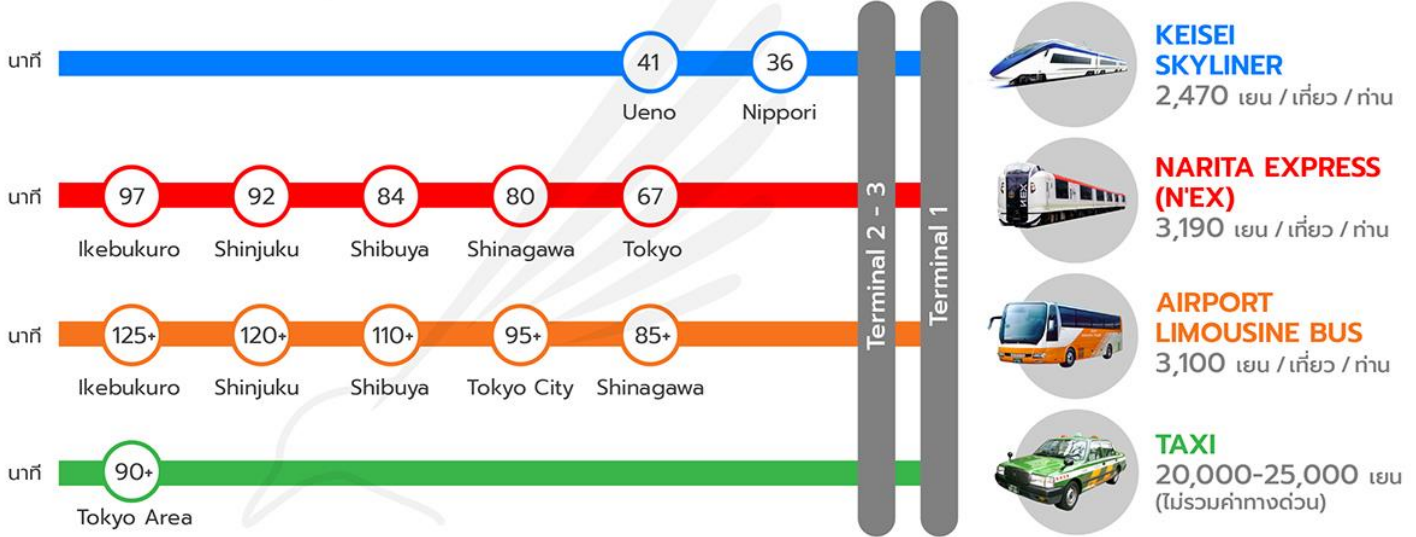 นาที
41
36
Ueno
Nippori
KEISEI
SKYLINER
2,470 เยน / เที่ยว / ท่าน
นาที
97
92
84
80
67
Ikebukuro
Shinjuku
Shibuya
Shinagawa
Tokyo
NARITA EXPRESS
(N'EX)
3,190 เยน / เที่ยว / ท่าน
นาที
125+
120+
110+
95+
85+
Ikebukuro
Shinjuku
Shibuya
Tokyo City
Shinagawa
AIRPORT
LIMOUSINE BUS
3,100 เยน / เที่ยว / ท่าน
นาที
90+
Tokyo Area
TAXI
20,000-25,000 เยน
(ไม่รวมค่าทางด่วน)
Terminal 2 - 3
Terminal 1
NEX